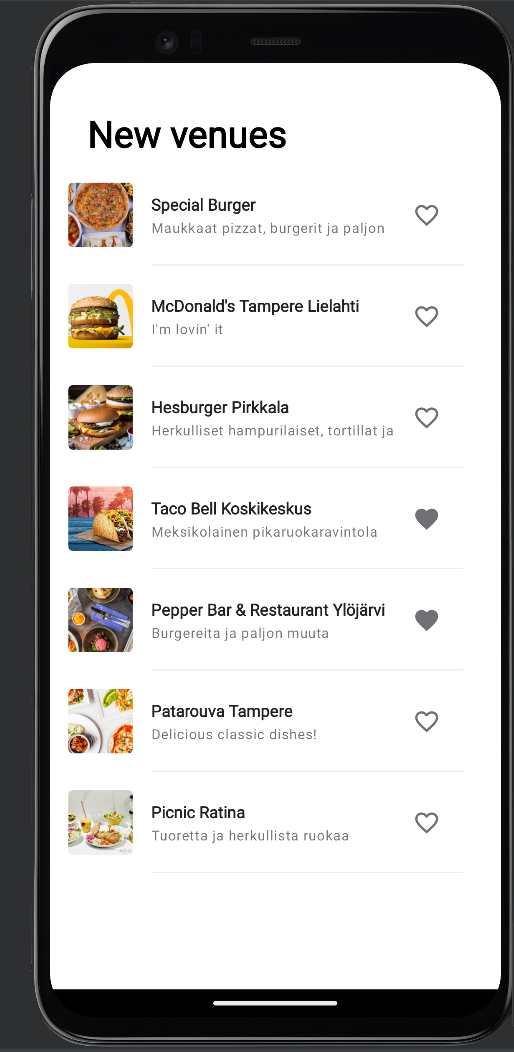 New venues
Special Burger
Maukkaat pizzat, burgerit ja paljon
McDonald's Tampere Lielahti
I'm lovin' it
Hesburger Pirkkala
Herkulliset hampurilaiset, tortillat ja
Taco Bell Koskikeskus
Meksikolainen pikaruokaravintola
Pepper Bar & Restaurant Ylöjärvi
Burgereita ja paljon muuta
Patarouva Tampere
Delicious classic dishes!
Picnic Ratina
Tuoretta ja herkullista ruokaa